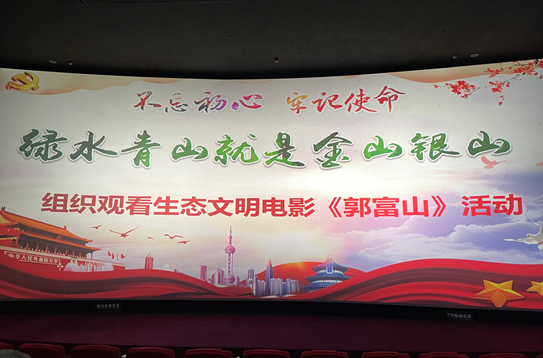 不忘初心 牢记使命
绿水青山就是金山银山
组织观看生态文明电影《郭富山》活动